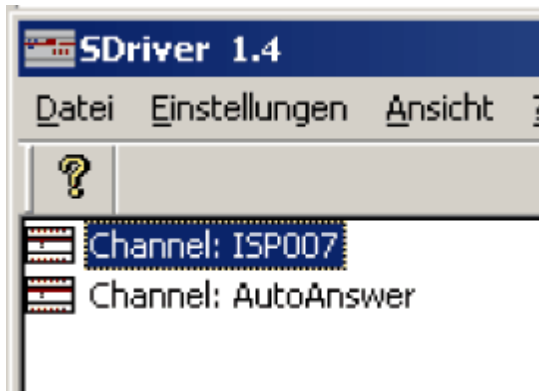 SDriver 1.4
Datei Einstellungen Ansicht ?
Channel: ISP007
Channel: AutoAnswer